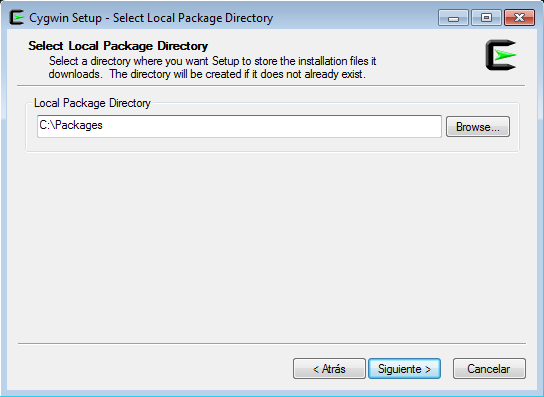 Cygwin Setup - Select Local Package Directory
Select Local Package Directory
Select a directory where you want Setup to store the installation files it
downloads. The directory will be created if it does not already exist.
Local Package Directory
C:\Packages
Browse...
< Atrás
Siguiente >
Cancelar